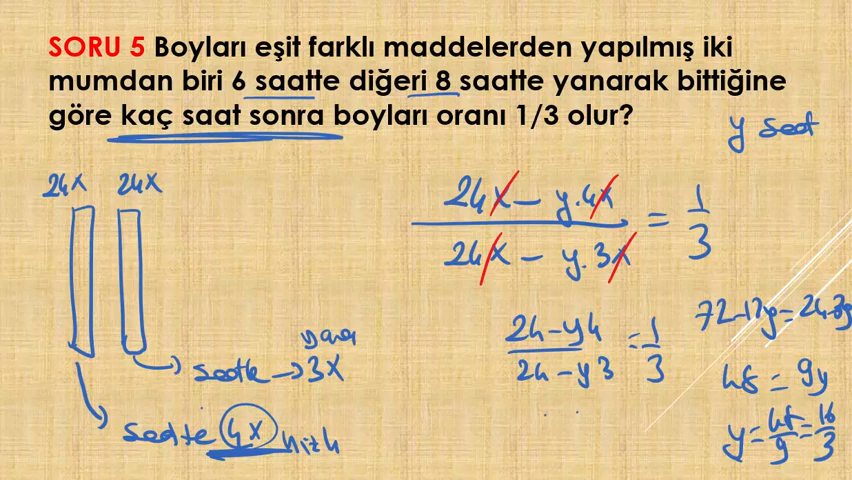 SORU 5 Boyları eşit farklı maddelerden yapılmış iki
mumdan biri 6 saatte diğeri 8 saatte yanarak bittiğine
göre kaç saat sonra boyları oranı 1/3 olur?
y saat
24x 24x
24x - y.4x / 24x - y.3x = 1/3
24-y4 / 24-y3 = 1/3
72-12y=24-3y
48 = 9y
y=48/9=16/3
saatte → 3x
saatte 4x hızlı